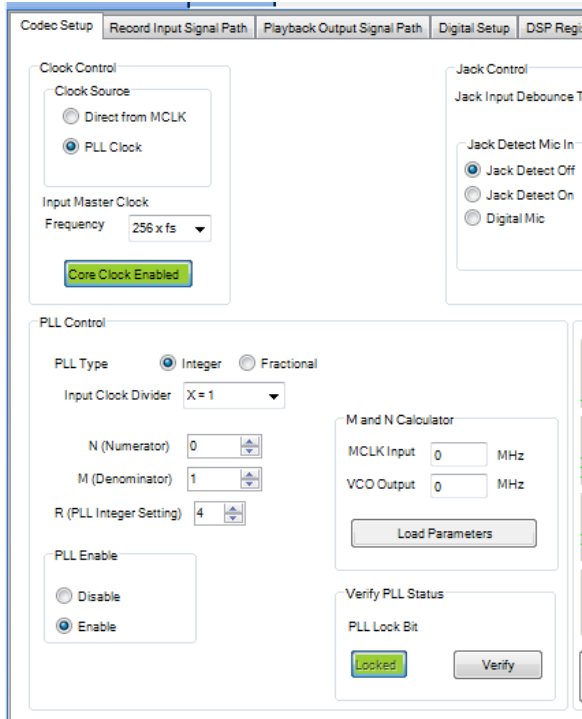 Codec Setup Record Input Signal Path Playback Output Signal Path Digital Setup DSP Regi
Clock Control
Clock Source
Direct from MCLK
PLL Clock
Input Master Clock
Frequency 256 x fs
Core Clock Enabled
Jack Control
Jack Input Debounce T
Jack Detect Mic In
Jack Detect Off
Jack Detect On
Digital Mic
PLL Control
PLL Type Integer Fractional
Input Clock Divider X = 1
N (Numerator) 0
M (Denominator) 1
R (PLL Integer Setting) 4
M and N Calculator
MCLK Input 0 MHz
VCO Output 0 MHz
Load Parameters
PLL Enable
Disable
Enable
Verify PLL Status
PLL Lock Bit
Locked Verify